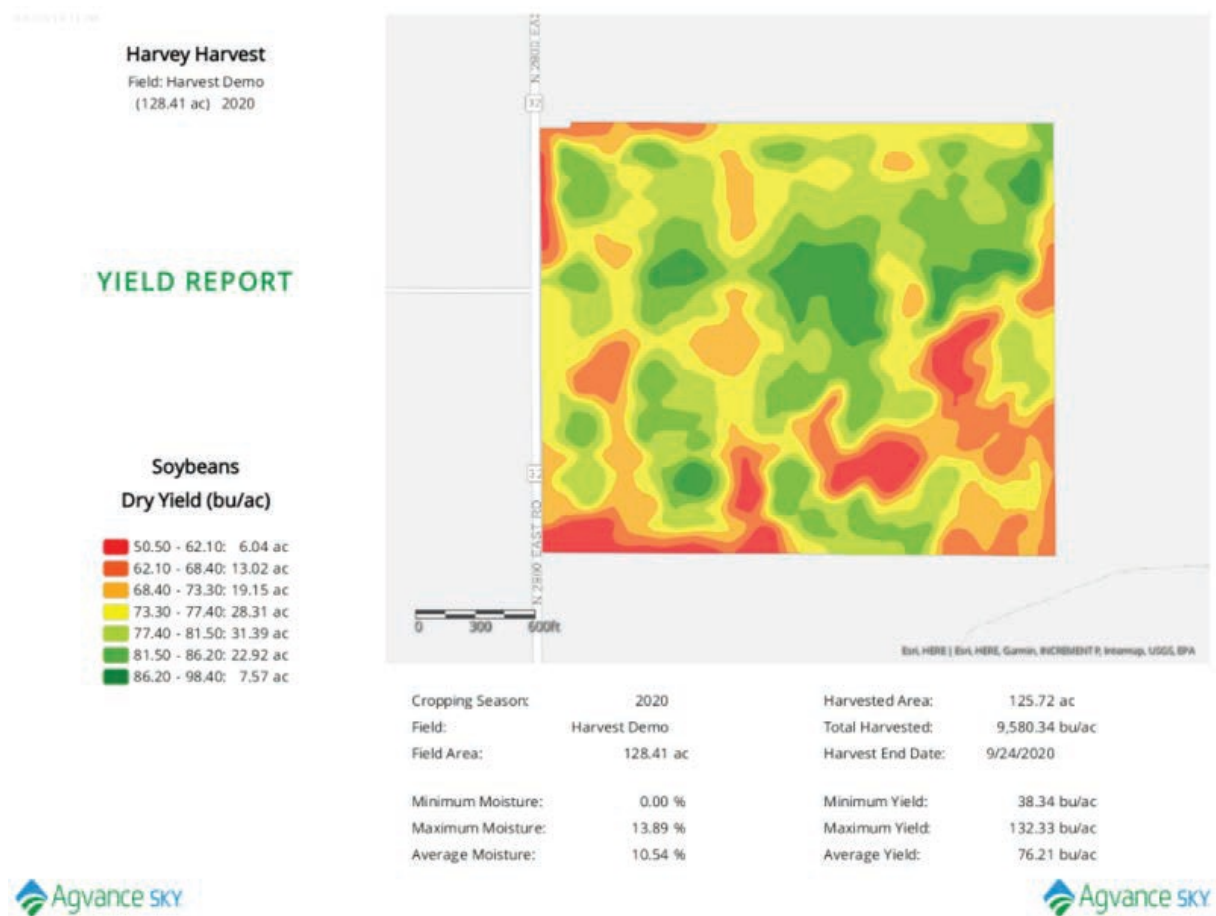 Harvey Harvest
Field: Harvest Demo
(128.41 ac) 2020
YIELD REPORT
Soybeans
Dry Yield (bu/ac)
50.50 - 62.10: 6.04 ac
62.10 - 68.40: 13.02 ac
68.40 - 73.30: 19.15 ac
73.30 - 77.40: 28.31 ac
77.40 - 81.50: 31.39 ac
81.50 - 86.20: 22.92 ac
86.20 - 98.40: 7.57 ac
N 2800 EA
32
32
N 2900 EAST RD
0 300 600ft
Esri, HERE | Esri, HERE, Garmin, INCREMENT P, Intermap, USGS, EPA
Cropping Season: 2020
Field: Harvest Demo
Field Area: 128.41 ac
Minimum Moisture: 0.00 %
Maximum Moisture: 13.89 %
Average Moisture: 10.54 %
Harvested Area: 125.72 ac
Total Harvested: 9,580.34 bu/ac
Harvest End Date: 9/24/2020
Minimum Yield: 38.34 bu/ac
Maximum Yield: 132.33 bu/ac
Average Yield: 76.21 bu/ac
Agvance SKY
Agvance SKY